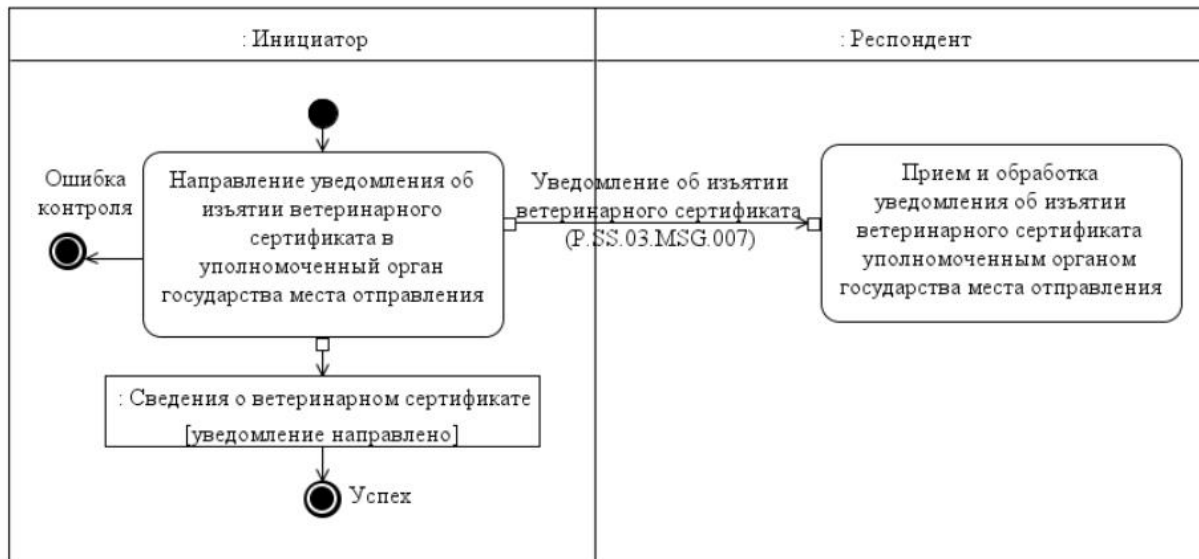 : Инициатор
: Респондент
Ошибка
контроля
Направление уведомления об
изъятии ветеринарного
сертификата в
уполномоченный орган
государства места отправления
Уведомление об изъятии
ветеринарного сертификата
(P.SS.03.MSG.007)
Прием и обработка
уведомления об изъятии
ветеринарного сертификата
уполномоченным органом
государства места отправления
: Сведения о ветеринарном сертификате
[уведомление направлено]
Успех